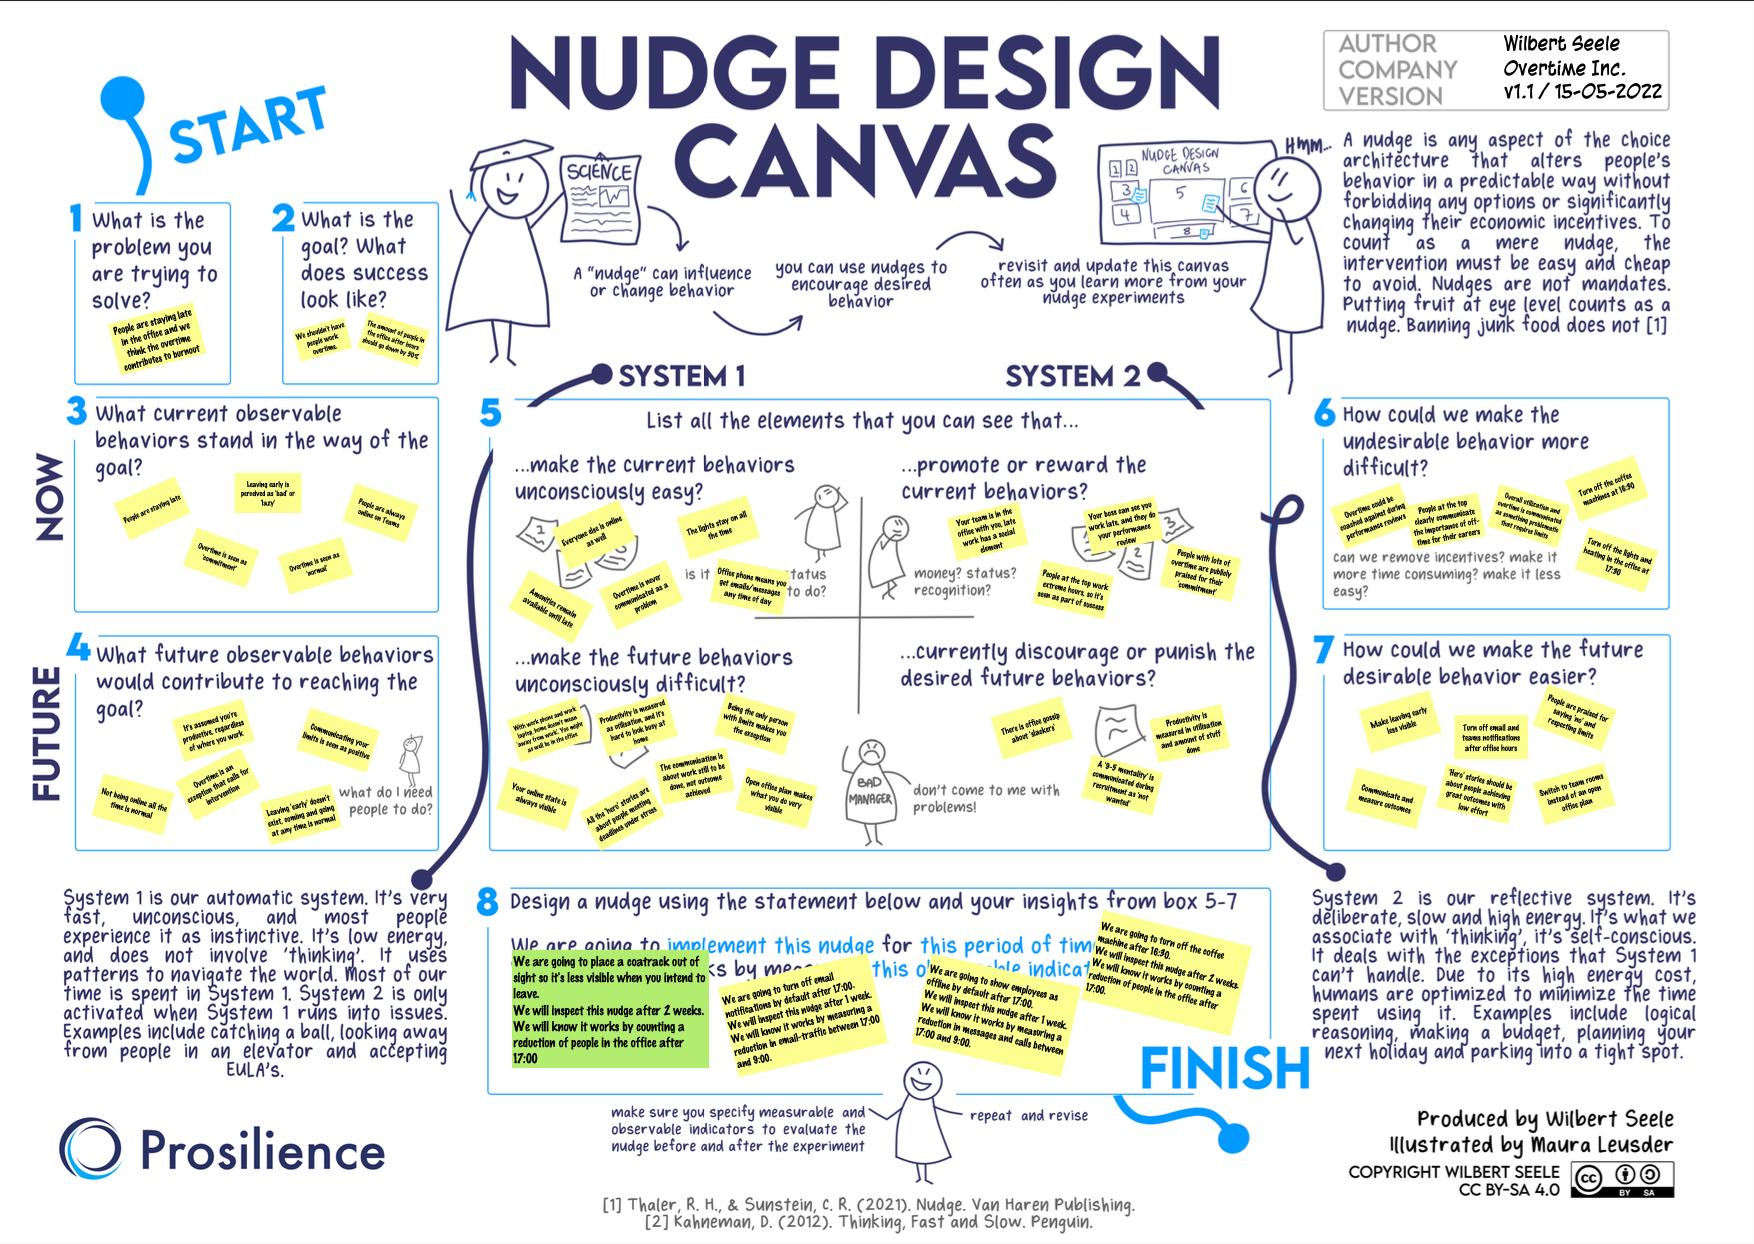 NUDGE DESIGN
CANVAS
START
AUTHOR
COMPANY
VERSION
Wilbert Seele
Overtime Inc.
v1.1 / 15-05-2022
A nudge is any aspect of the choice
architecture that alters people's
behavior in a predictable way without
forbidding any options or significantly
changing their economic incentives. To
count as a mere nudge, the
intervention must be easy and cheap
to avoid. Nudges are not mandates.
Putting fruit at eye level counts as a
nudge. Banning junk food does not [1]
SCIENCE
A "nudge" can influence
or change behavior
you can use nudges to
encourage desired
behavior
revisit and update this canvas
often as you learn more from your
nudge experiments
NUDGE DESIGN
CANVAS
1
2
3
4
5
6
7
8
HMM...
1
What is the
problem you
are trying to
solve?
People are staying late
in the office and we
think the overtime
contributes to burnout
2
What is the
goal? What
does success
look like?
We shouldn't have
people work
overtime.
The amount of people in
the office after hours
should go down by 90%
SYSTEM 1
SYSTEM 2
NOW
3
What current observable
behaviors stand in the way of the
goal?
People are staying late
Leaving early is
perceived as 'bad' or
'lazy'
People are always
online on Teams
Overtime is seen as
'commitment'
Overtime is seen as
'normal'
FUTURE
4
What future observable behaviors
would contribute to reaching the
goal?
It's assumed you're
productive, regardless
of where you work
Communicating your
limits is seen as positive
Not being online all the
time is normal
Overtime is an
exception that calls for
intervention
Leaving 'early' doesn't
exist, coming and going
at any time is normal
what do I need
people to do?
5
List all the elements that you can see that...
...make the current behaviors
unconsciously easy?
1
Everyone else is online
as well
The lights stay on all
the time
Amenities remain
available until late
Overtime is never
communicated as a
problem
Office phone means you
get emails/messages
any time of day
is it
tatus
to do?
...promote or reward the
current behaviors?
Your team is in the
office with you, late
work has a social
element
Your boss can see you
work late, and they do
your performance
review
3
2
People at the top work
extreme hours, so it's
seen as part of success
People with lots of
overtime are publicly
praised for their
'commitment'
money? status?
recognition?
...make the future behaviors
unconsciously difficult?
With work phone and work
laptop, home doesn't mean
'away from work'. You might
as well be in the office
Productivity is measured
as utilisation, and it's
hard to look busy at
home
Being the only person
with limits makes you
the exception
Your online state is
always visible
All the 'hero' stories are
about people meeting
deadlines under stress
The communication is
about work still to be
done, not outcome
achieved
Open office plan makes
what you do very
visible
...currently discourage or punish the
desired future behaviors?
There is office gossip
about 'slackers'
Productivity is
measured in utilisation
and amount of stuff
done
A '9-5 mentality' is
communicated during
recruitment as 'not
wanted'
BAD
MANAGER
don't come to me with
problems!
6
How could we make the
undesirable behavior more
difficult?
Overtime could be
coached against during
performance reviews
People at the top
clearly communicate
the importance of off-
time for their careers
Overall utilization and
overtime is communicated
as something problematic
that require limits
Turn off the coffee
machines at 16:30
Turn off the lights and
heating in the office at
17:30
can we remove incentives? make it
more time consuming? make it less
easy?
7
How could we make the future
desirable behavior easier?
Make leaving early
less visible
Turn off email and
teams notifications
after office hours
People are praised for
saying 'no' and
respecting limits
Communicate and
measure outcomes
'Hero' stories should be
about people achieving
great outcomes with
low effort
Switch to team rooms
instead of an open
office plan
System 1 is our automatic system. It's very
fast, unconscious, and most people
experience it as instinctive. It's low energy,
and does not involve 'thinking'. It uses
patterns to navigate the world. Most of our
time is spent in System 1. System 2 is only
activated when System 1 runs into issues.
Examples include catching a ball, looking away
from people in an elevator and accepting
EULA's.
8
Design a nudge using the statement below and your insights from box 5-7
We are going to implement this nudge for this period of tim
ks by mea this o ble indicat
We are going to place a coatrack out of
sight so it's less visible when you intend to
leave.
We will inspect this nudge after 2 weeks.
We will know it works by counting a
reduction of people in the office after
17:00
We are going to turn off email
notifications by default after 17:00.
We will inspect this nudge after 1 week.
We will know it works by measuring a
reduction in email-traffic between 17:00
and 9:00.
We are going to show employees as
offline by default after 17:00.
We will inspect this nudge after 1 week.
We will know it works by measuring a
reduction in messages and calls between
17:00 and 9:00.
We are going to turn off the coffee
machine after 16:30.
We will inspect this nudge after 2 weeks.
We will know it works by counting a
reduction of people in the office after
17:00.
System 2 is our reflective system. It's
deliberate, slow and high energy. It's what we
associate with 'thinking', it's self-conscious.
It deals with the exceptions that System 1
can't handle. Due to its high energy cost,
humans are optimized to minimize the time
spent using it. Examples include logical
reasoning, making a budget, planning your
next holiday and parking into a tight spot.
FINISH
make sure you specify measurable and
observable indicators to evaluate the
nudge before and after the experiment
repeat and revise
Prosilience
Produced by Wilbert Seele
Illustrated by Maura Leusder
COPYRIGHT WILBERT SEELE
CC BY-SA 4.0
cc
BY SA
[1] Thaler, R. H., & Sunstein, C. R. (2021). Nudge. Van Haren Publishing.
[2] Kahneman, D. (2012). Thinking, Fast and Slow. Penguin.